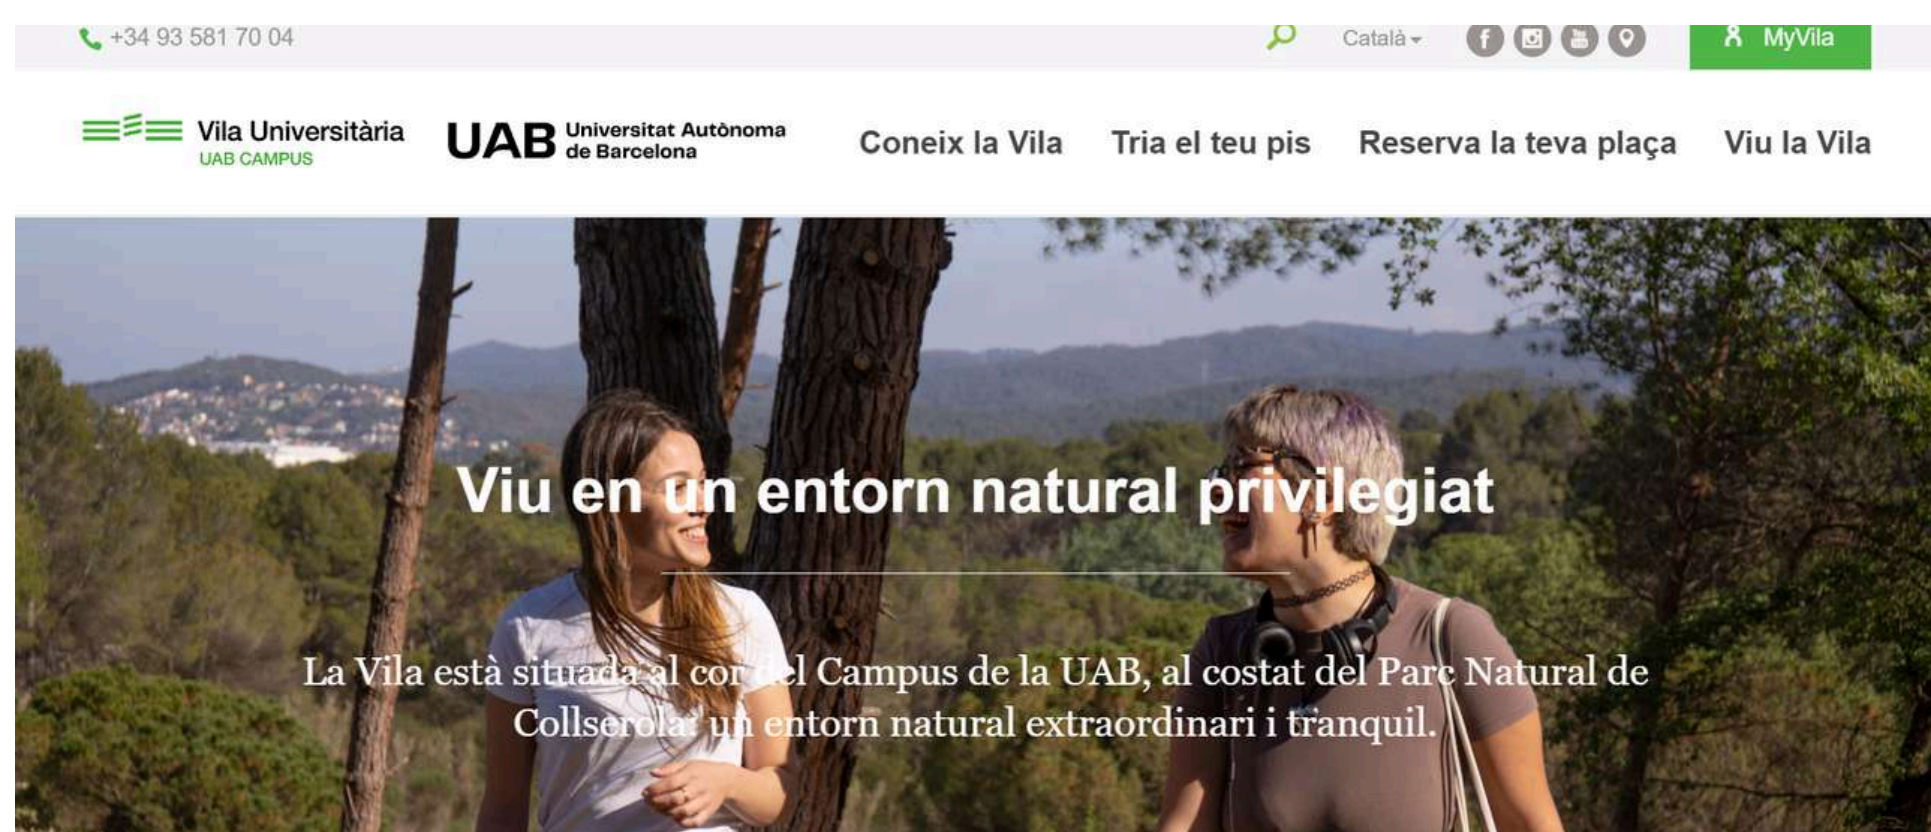 +34 93 581 70 04
Català
MyVila
Vila Universitària
UAB CAMPUS
UAB Universitat Autònoma
de Barcelona
Coneix la Vila Tria el teu pis Reserva la teva plaça Viu la Vila
Viu en un entorn natural privilegiat
La Vila està situada al cor del Campus de la UAB, al costat del Parc Natural de
Collserola: un entorn natural extraordinari i tranquil.